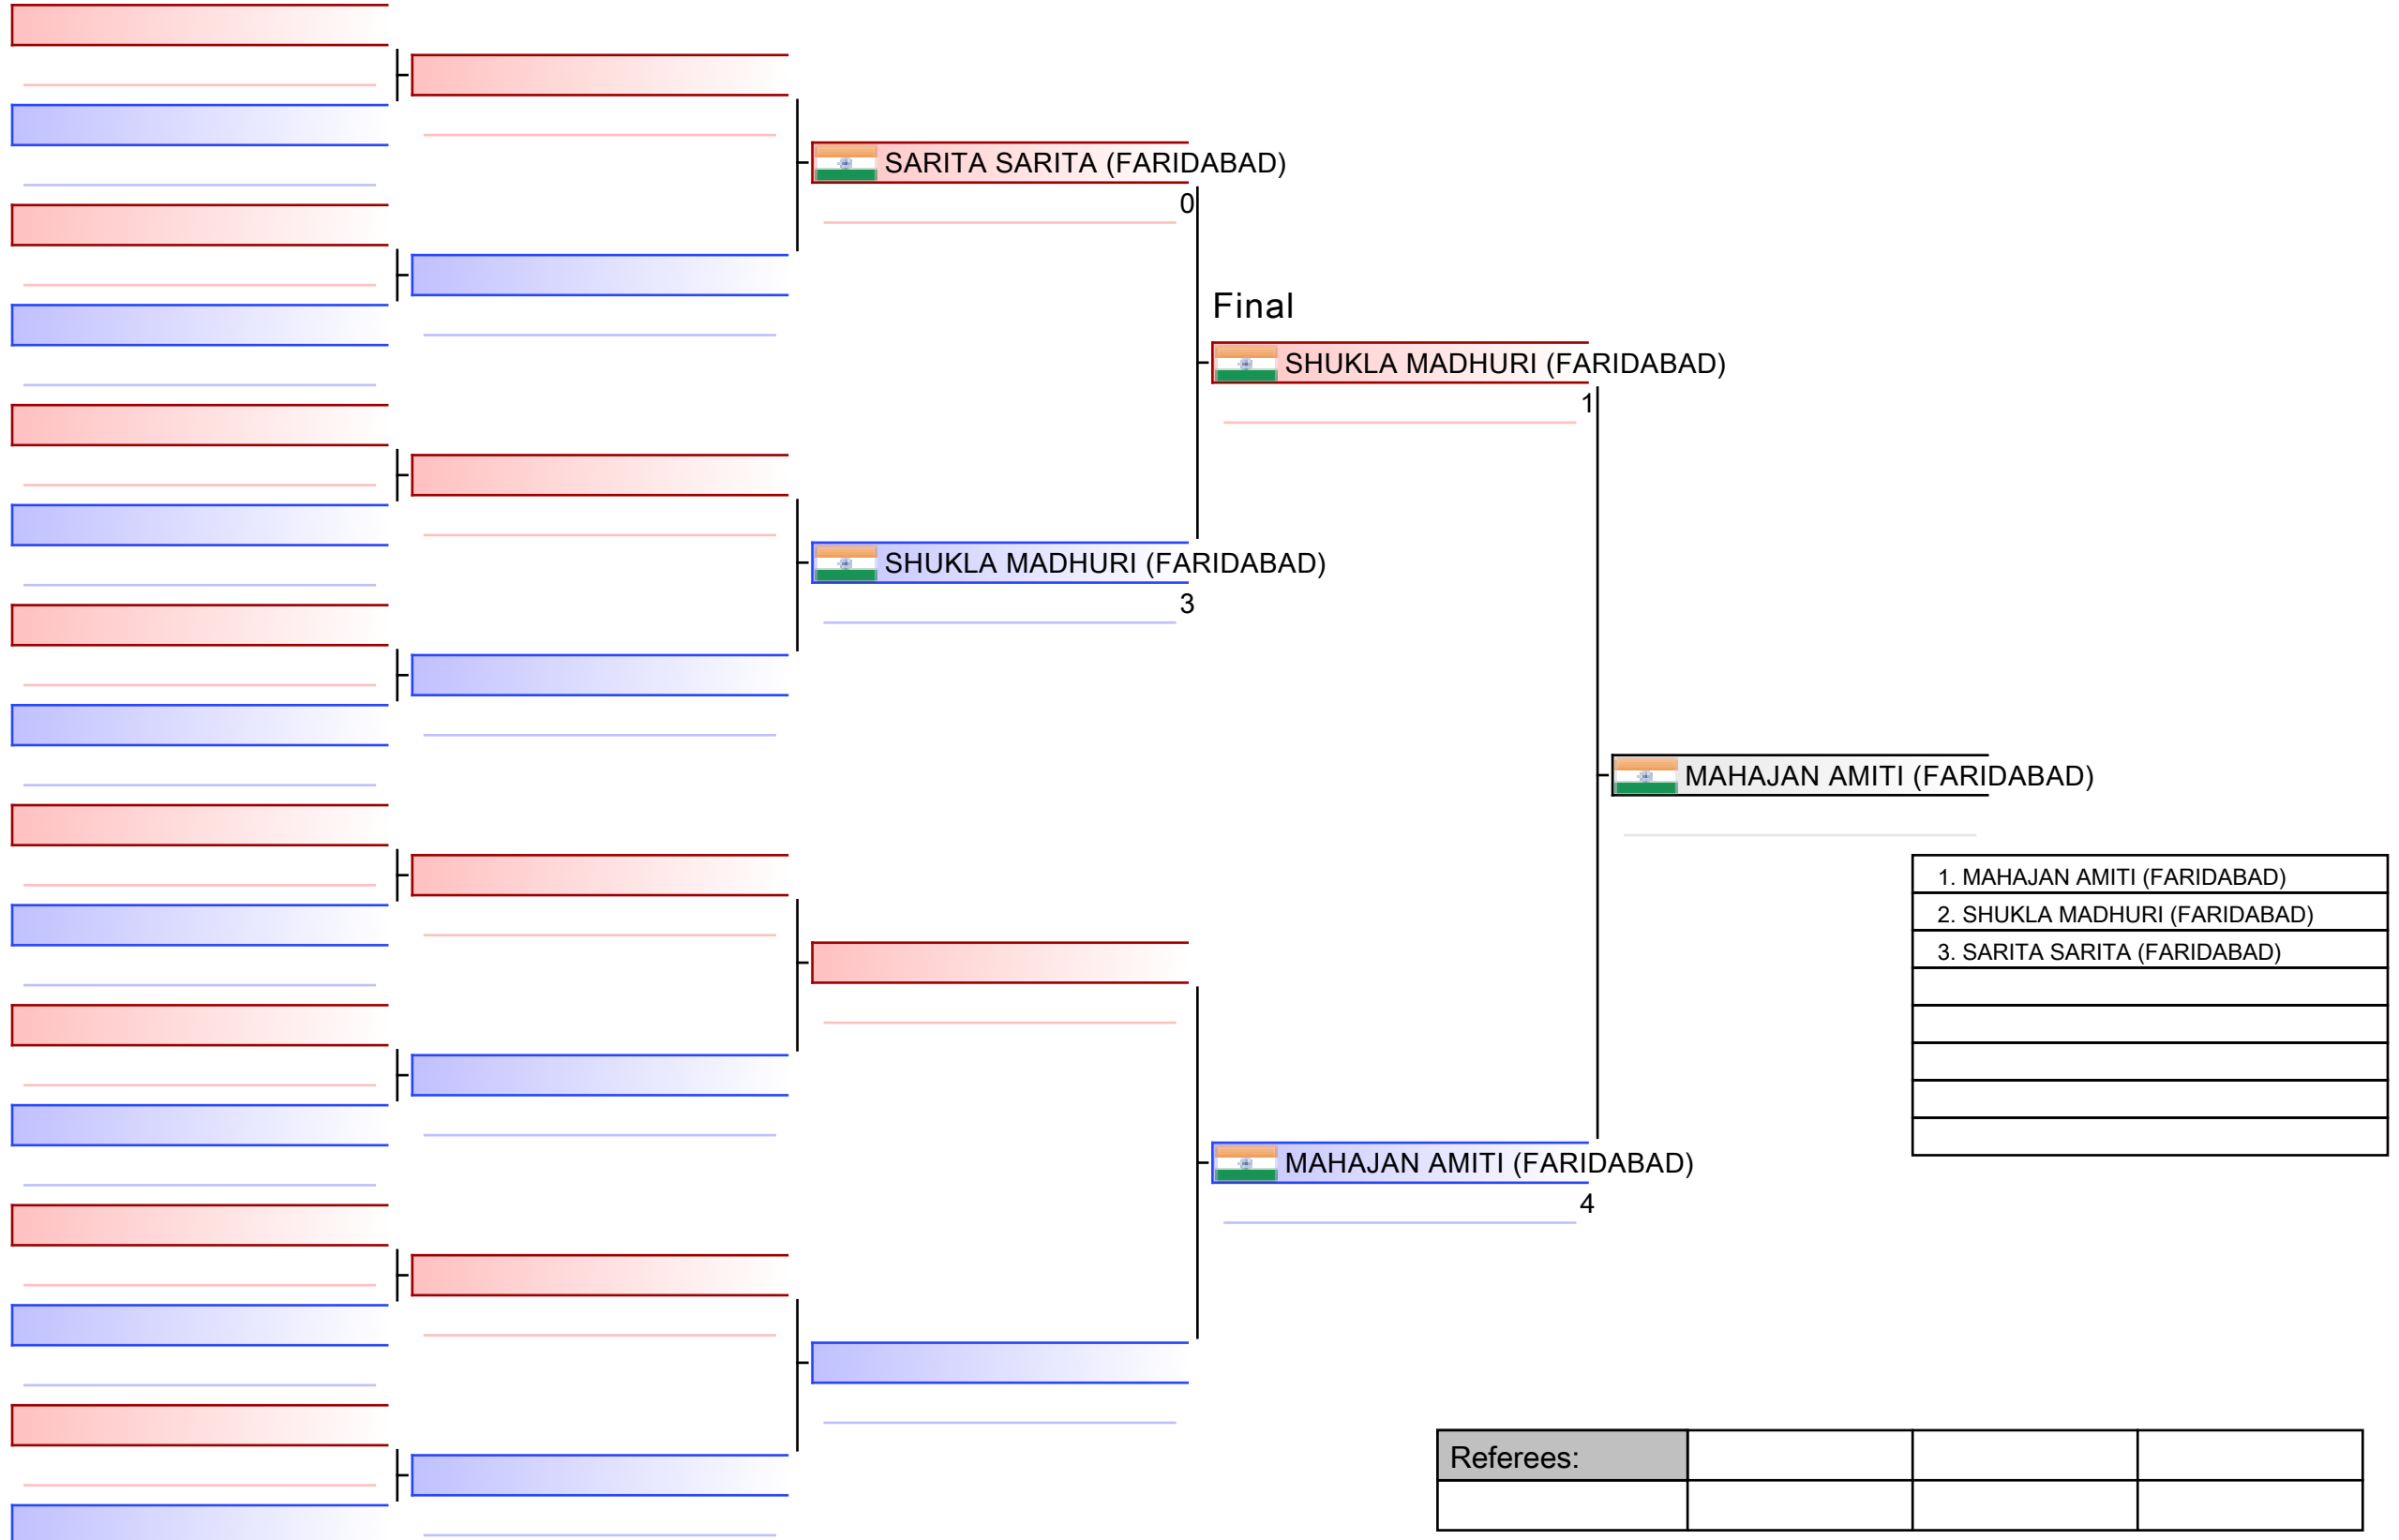 SARITA SARITA (FARIDABAD)
0
Final
SHUKLA MADHURI (FARIDABAD)
1
SHUKLA MADHURI (FARIDABAD)
3
MAHAJAN AMITI (FARIDABAD)
1. MAHAJAN AMITI (FARIDABAD)
2. SHUKLA MADHURI (FARIDABAD)
3. SARITA SARITA (FARIDABAD)
MAHAJAN AMITI (FARIDABAD)
4
Referees: